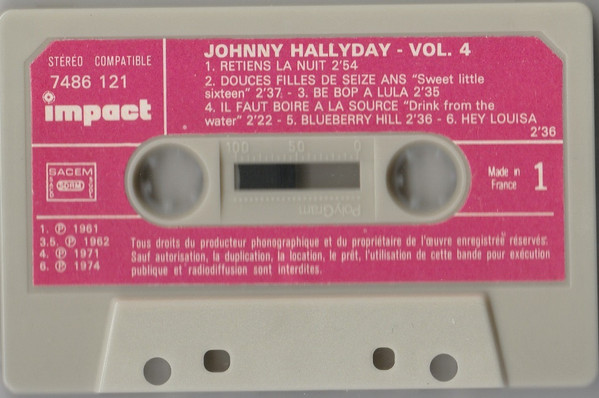 STÉRÉO COMPATIBLE
7486 121
impact
JOHNNY HALLYDAY - VOL. 4
1. RETIENS LA NUIT 2'54
2. DOUCES FILLES DE SEIZE ANS "Sweet little
sixteen" 2'37 - 3. BE BOP A LULA 2'35
4. IL FAUT BOIRE A LA SOURCE "Drink from the
water" 2'22 - 5. BLUEBERRY HILL 2'36 - 6. HEY LOUISA
2'36
SACEM
SDRM
100 50 0
PolyGram
Made in
France
1
1. ℗ 1961
3.5. ℗ 1962
4. ℗ 1971
6. ℗ 1974
Tous droits du producteur phonographique et du propriétaire de l'œuvre enregistrée réservés.
Sauf autorisation, la duplication, la location, le prêt, l'utilisation de cette bande pour exécution
publique et radiodiffusion sont interdites.